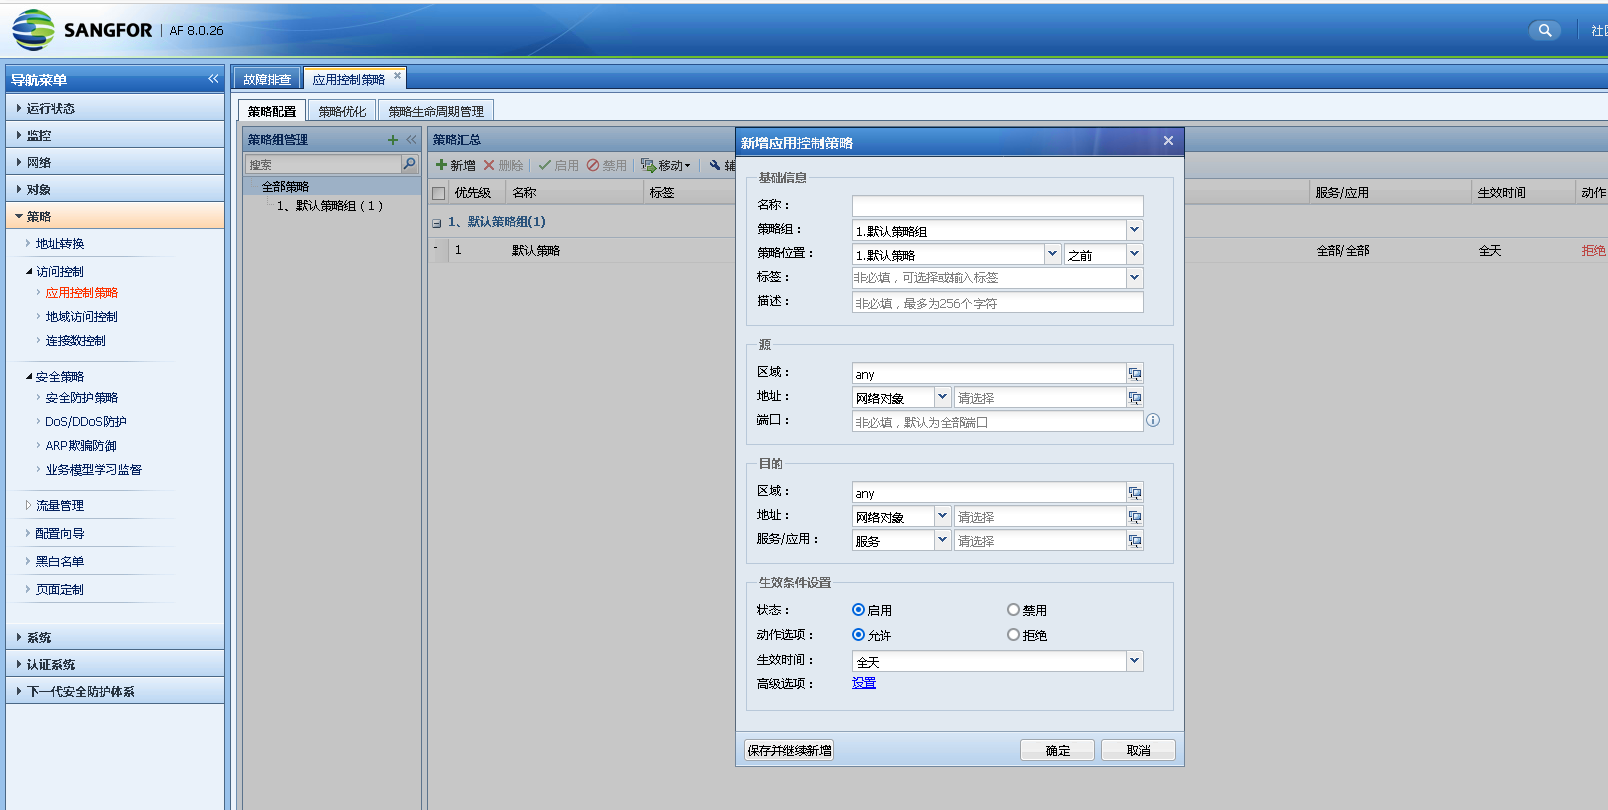 SANGFOR | AF 8.0.26
社区
导航菜单
运行状态
监控
网络
对象
策略
地址转换
访问控制
应用控制策略
地域访问控制
连接数控制
安全策略
安全防护策略
DoS/DDoS防护
ARP欺骗防御
业务模型学习监督
流量管理
配置向导
黑白名单
页面定制
系统
认证系统
下一代安全防护体系
故障排查 应用控制策略
策略配置 策略优化 策略生命周期管理
策略组管理
搜索
全部策略
1、默认策略组(1)
策略汇总
新增 删除 启用 禁用 移动
优先级 名称 标签 服务/应用 生效时间 动作
1、默认策略组(1)
- 1 默认策略 全部/全部 全天 拒绝
新增应用控制策略
基础信息
名称:
策略组: 1.默认策略组
策略位置: 1.默认策略 之前
标签: 非必填，可选择或输入标签
描述: 非必填，最多为256个字符
源
区域: any
地址: 网络对象 请选择
端口: 非必填，默认为全部端口
目的
区域: any
地址: 网络对象 请选择
服务/应用: 服务 请选择
生效条件设置
状态: 启用 禁用
动作选项: 允许 拒绝
生效时间: 全天
高级选项: 设置
保存并继续新增 确定 取消